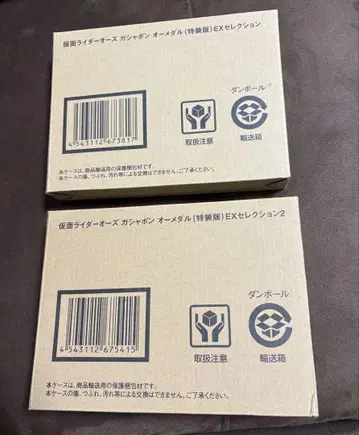 仮面ライダーオーズ ガシャポン オーメダル(特装版)EXセレクション
4 543112 673817
取扱注意
ダンボール
輸送箱
本ケースは、商品輸送用の保護梱包材です。
本ケースの傷、つぶれ、汚れ等による交換はできません。ご了承ください。
仮面ライダーオーズ ガシャポン オーメダル(特装版)EXセレクション2
4 543112 675415
取扱注意
ダンボール
輸送箱
本ケースは、商品輸送用の保護梱包材です。
本ケースの傷、つぶれ、汚れ等による交換はできません。ご了承ください。